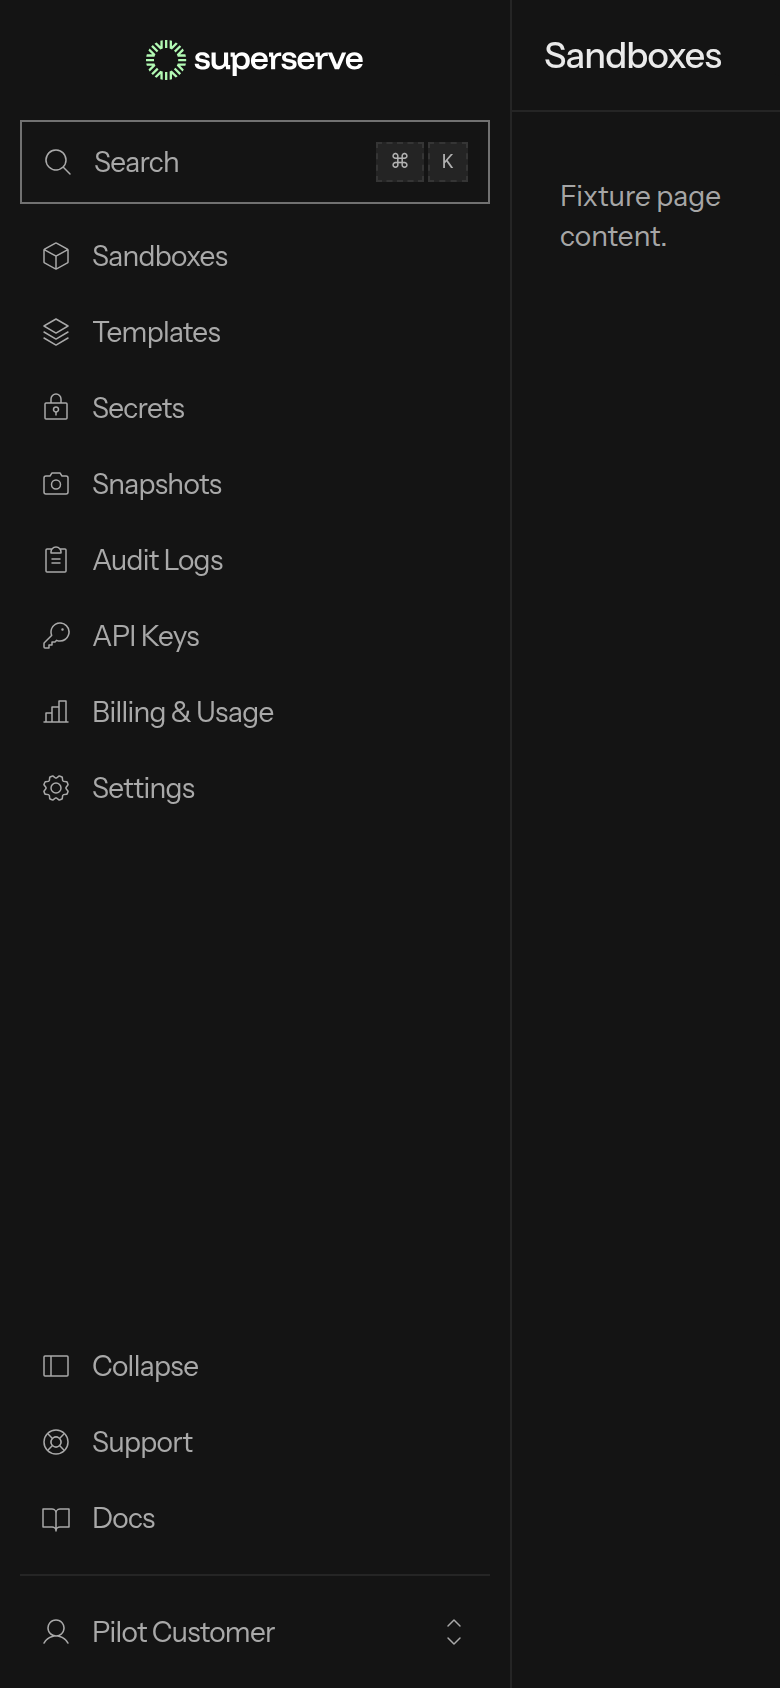 superserve
Search ⌘ K
Sandboxes
Templates
Secrets
Snapshots
Audit Logs
API Keys
Billing & Usage
Settings
Collapse
Support
Docs
Pilot Customer
Sandboxes
Fixture page
content.